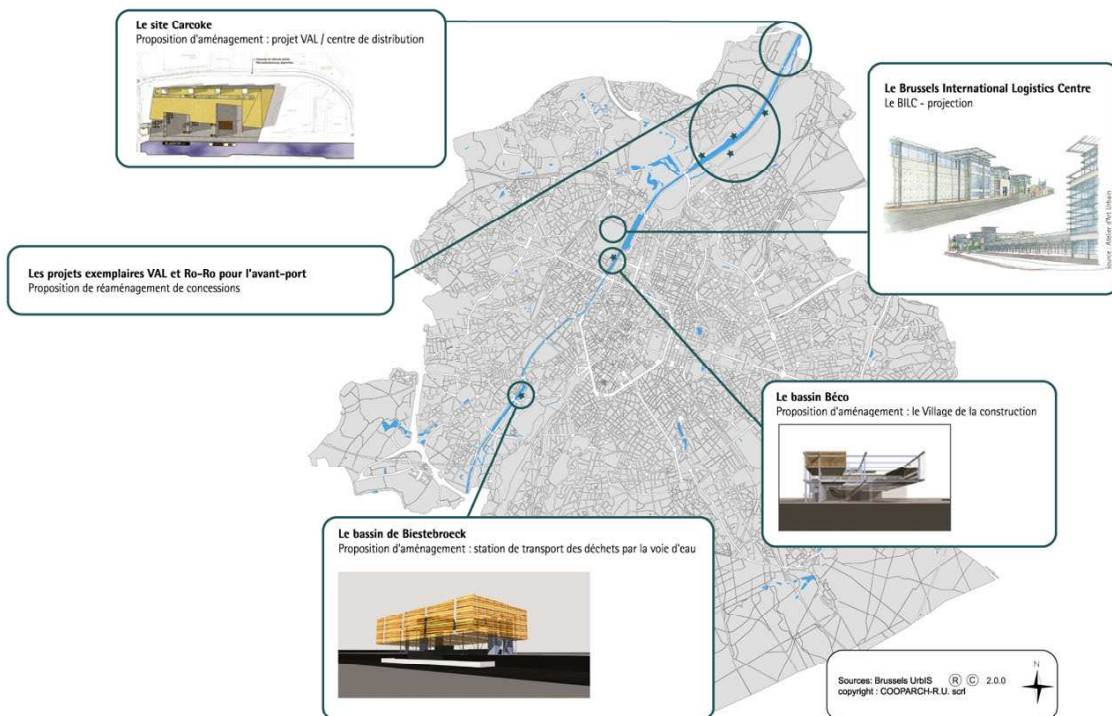 Le site Carcoke
Proposition d'aménagement : projet VAL / centre de distribution
Le Brussels International Logistics Centre
Le BILC - projection
source : Atelier d'Art Urbain
Les projets exemplaires VAL et Ro-Ro pour l'avant-port
Proposition de réaménagement de concessions
Le bassin Béco
Proposition d'aménagement : le Village de la construction
Le bassin de Biestebroeck
Proposition d'aménagement : station de transport des déchets par la voie d'eau
Sources: Brussels UrbIS R C 2.0.0
copyright : COOPARCH-R.U. scrl
N